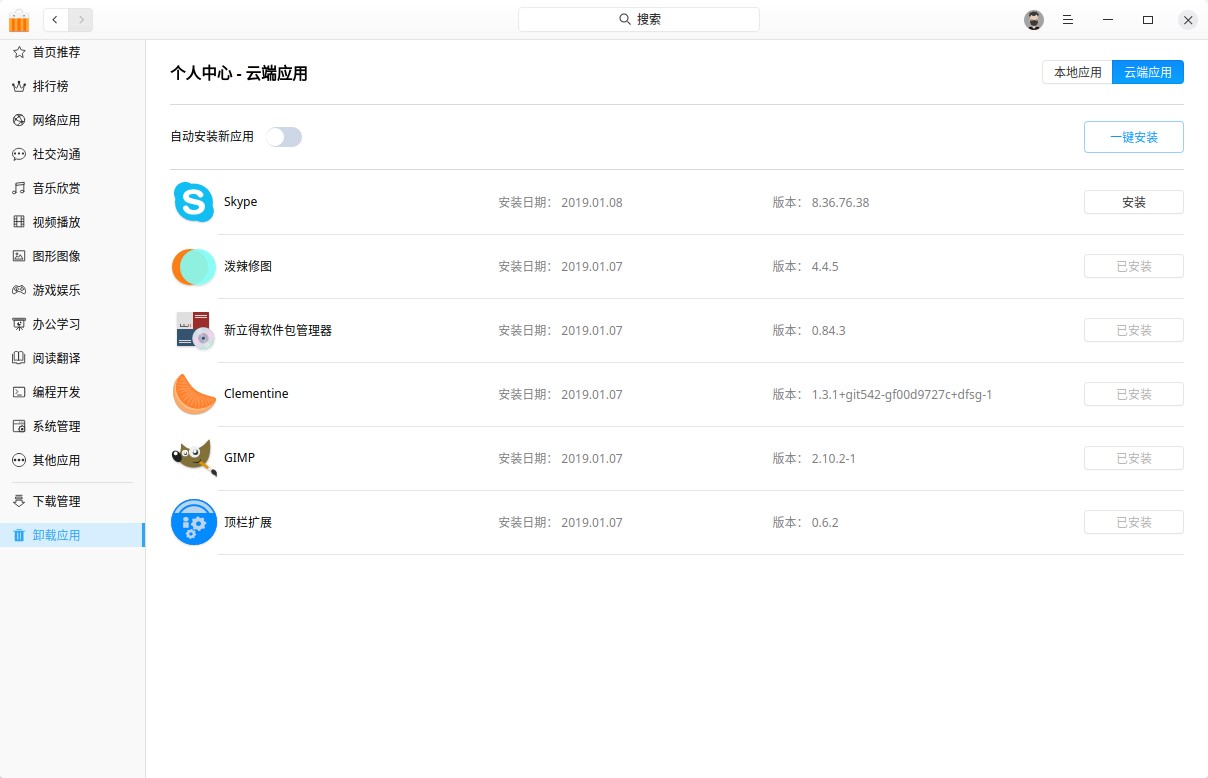 搜索
首页推荐
排行榜
网络应用
社交沟通
音乐欣赏
视频播放
图形图像
游戏娱乐
办公学习
阅读翻译
编程开发
系统管理
其他应用
下载管理
卸载应用
个人中心 - 云端应用
本地应用 云端应用
自动安装新应用 一键安装
Skype 安装日期： 2019.01.08 版本： 8.36.76.38 安装
泼辣修图 安装日期： 2019.01.07 版本： 4.4.5 已安装
新立得软件包管理器 安装日期： 2019.01.07 版本： 0.84.3 已安装
Clementine 安装日期： 2019.01.07 版本： 1.3.1+git542-gf00d9727c+dfsg-1 已安装
GIMP 安装日期： 2019.01.07 版本： 2.10.2-1 已安装
顶栏扩展 安装日期： 2019.01.07 版本： 0.6.2 已安装